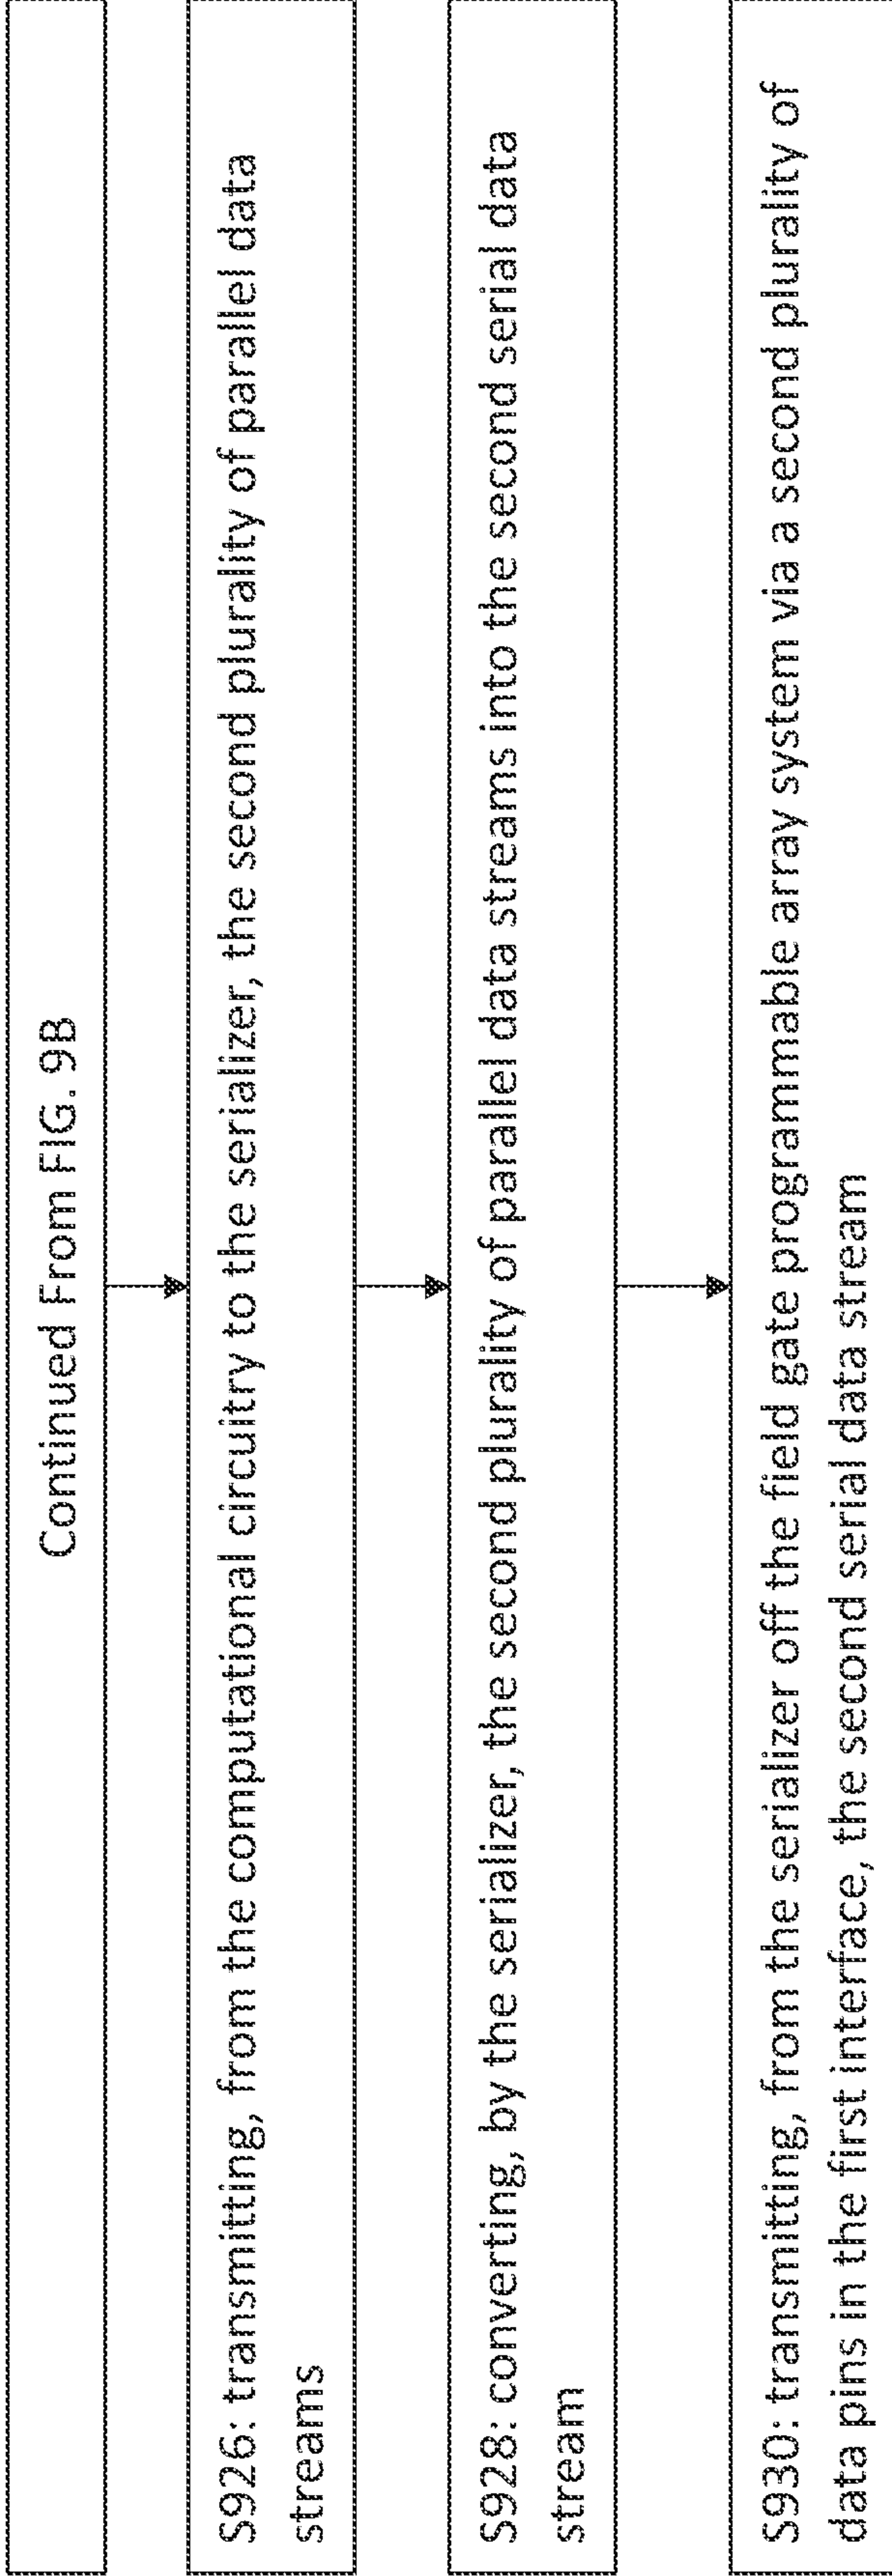 Continued From FIG. 9B
S926: transmitting, from the computational circuitry to the serializer, the second plurality of parallel data
streams
S928: converting, by the serializer, the second plurality of parallel data streams into the second serial data
stream
S930: transmitting, from the serializer off the field gate programmable array system via a second plurality of
data pins in the first interface, the second serial data stream